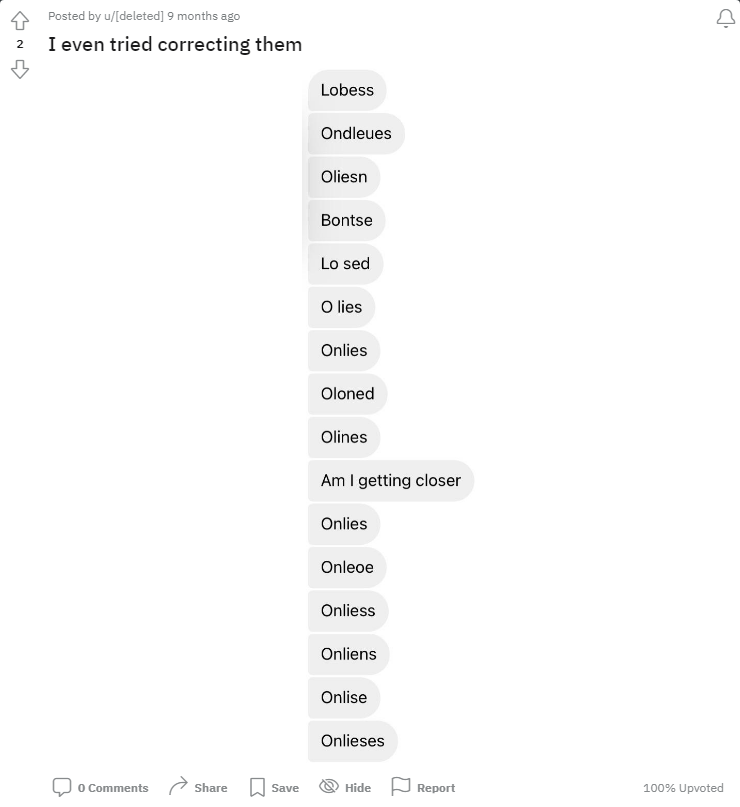 Posted by u/[deleted] 9 months ago
2
I even tried correcting them
Lobess
Ondleues
Oliesn
Bontse
Lo sed
O lies
Onlies
Oloned
Olines
Am I getting closer
Onlies
Onleoe
Onliess
Onliens
Onlise
Onlieses
0 Comments Share Save Hide Report 100% Upvoted